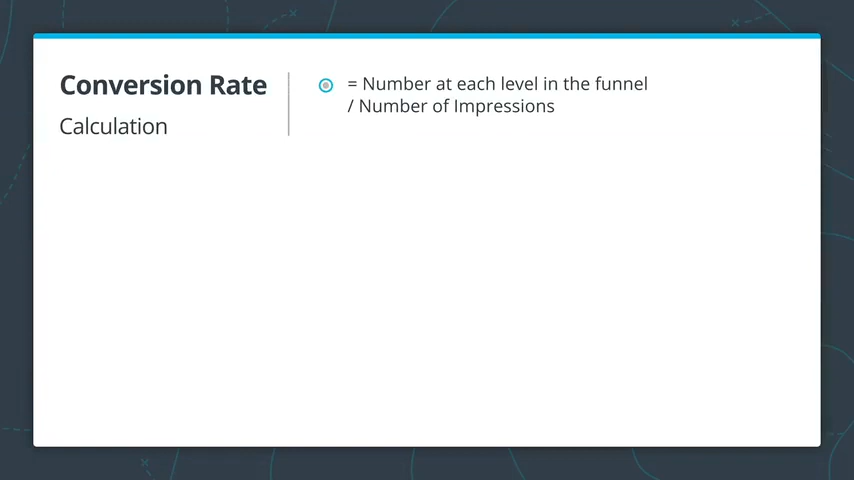 Conversion Rate
Calculation
= Number at each level in the funnel
/ Number of Impressions